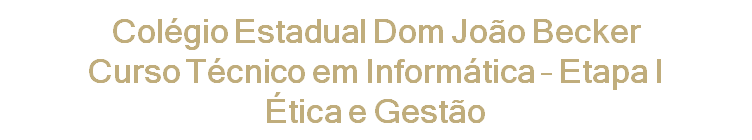 Colégio Estadual Dom João Becker
Curso Técnico em Informática – Etapa I
Ética e Gestão